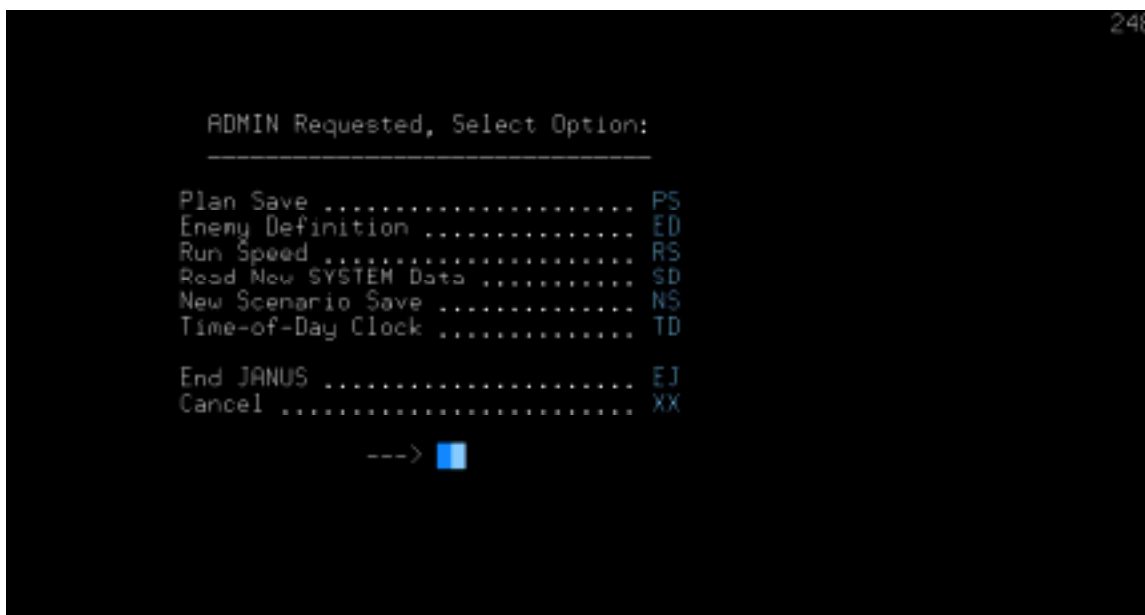 248
ADMIN Requested, Select Option:
Plan Save ...................... PS
Enemy Definition ............... ED
Run Speed ...................... RS
Read New SYSTEM Data ........... SD
New Scenario Save .............. NS
Time-of-Day Clock .............. TD
End JANUS ...................... EJ
Cancel ......................... XX
--->